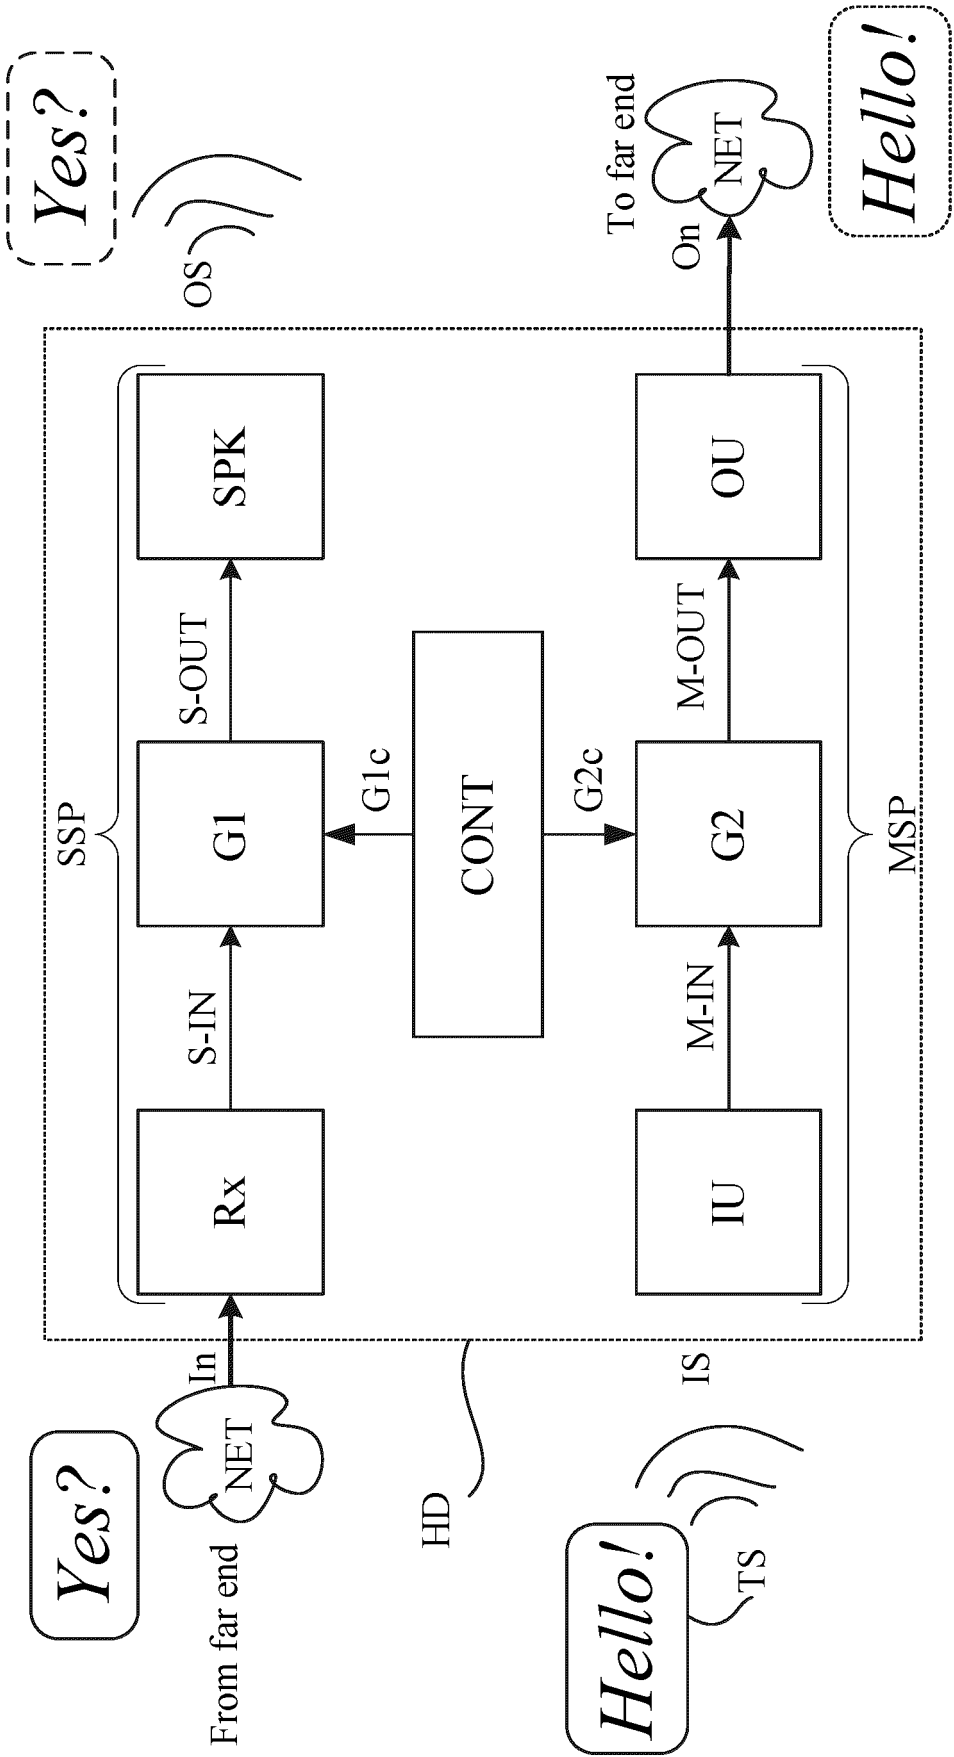 Yes?
Yes?
SSP
From far end
NET
In
Rx
S-IN
G1
S-OUT
SPK
OS
G1c
HD
CONT
G2c
Hello!
TS
IS
IU
M-IN
G2
M-OUT
OU
On
To far end
NET
MSP
Hello!